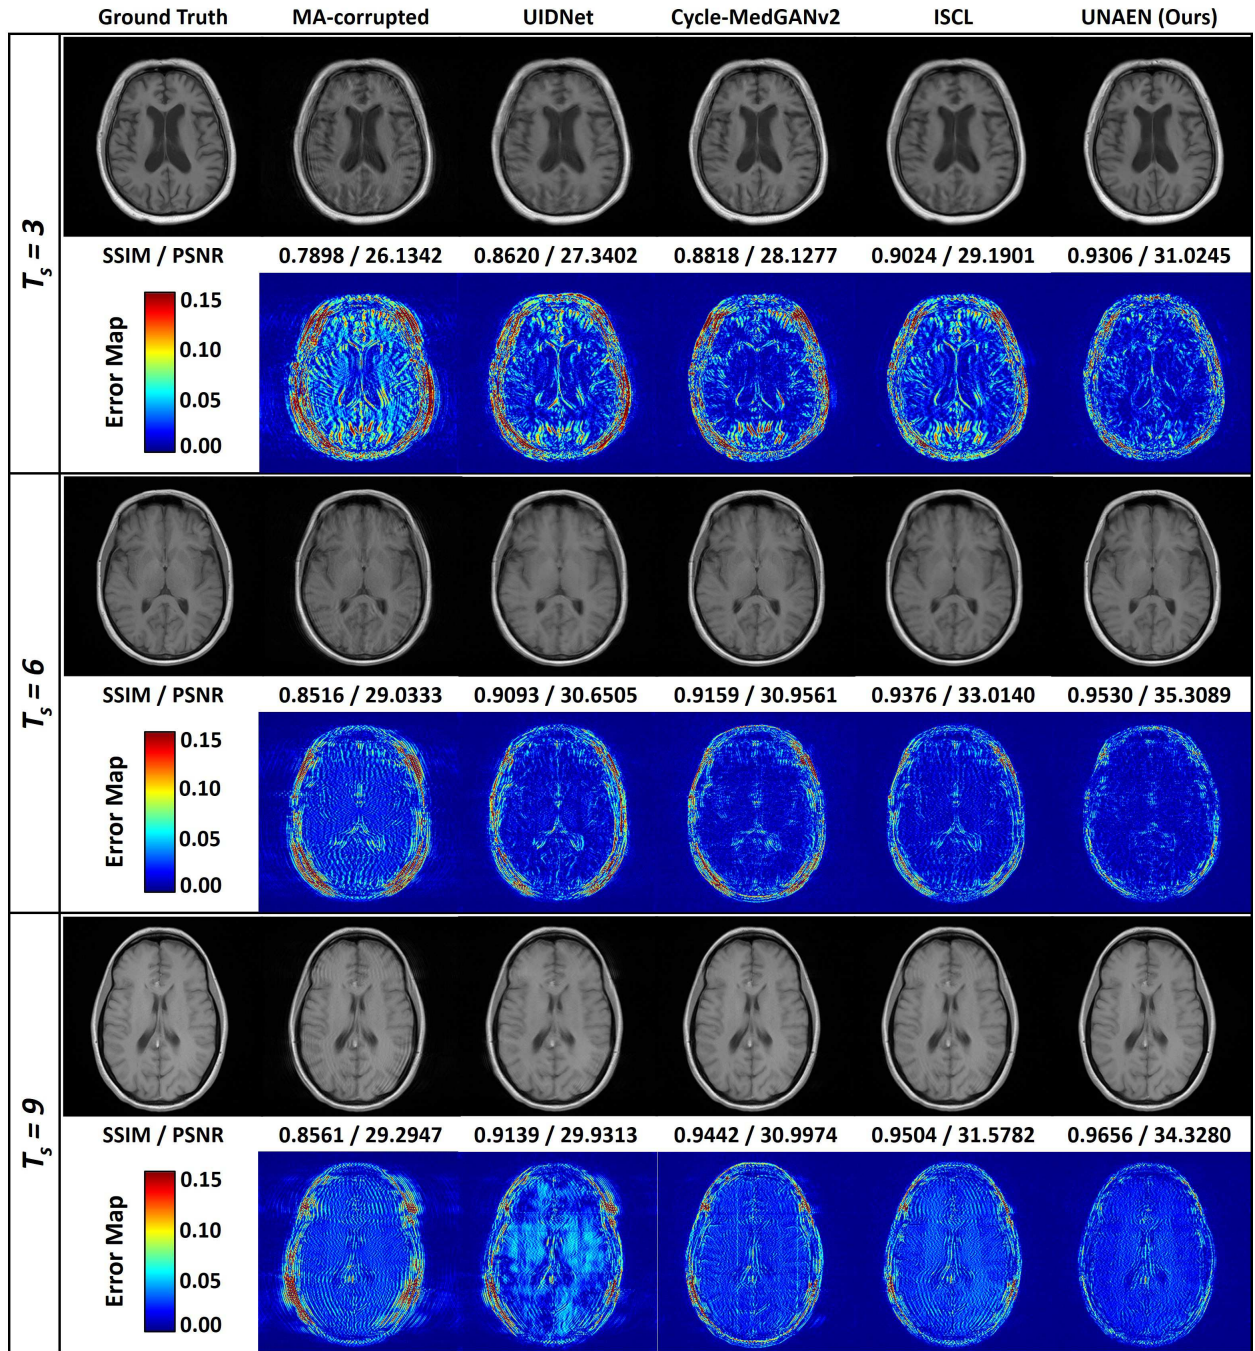 Ground Truth MA-corrupted UIDNet Cycle-MedGANv2 ISCL UNAEN (Ours)
Ts = 3
SSIM / PSNR 0.7898 / 26.1342 0.8620 / 27.3402 0.8818 / 28.1277 0.9024 / 29.1901 0.9306 / 31.0245
Error Map
0.15
0.10
0.05
0.00
Ts = 6
SSIM / PSNR 0.8516 / 29.0333 0.9093 / 30.6505 0.9159 / 30.9561 0.9376 / 33.0140 0.9530 / 35.3089
Error Map
0.15
0.10
0.05
0.00
Ts = 9
SSIM / PSNR 0.8561 / 29.2947 0.9139 / 29.9313 0.9442 / 30.9974 0.9504 / 31.5782 0.9656 / 34.3280
Error Map
0.15
0.10
0.05
0.00